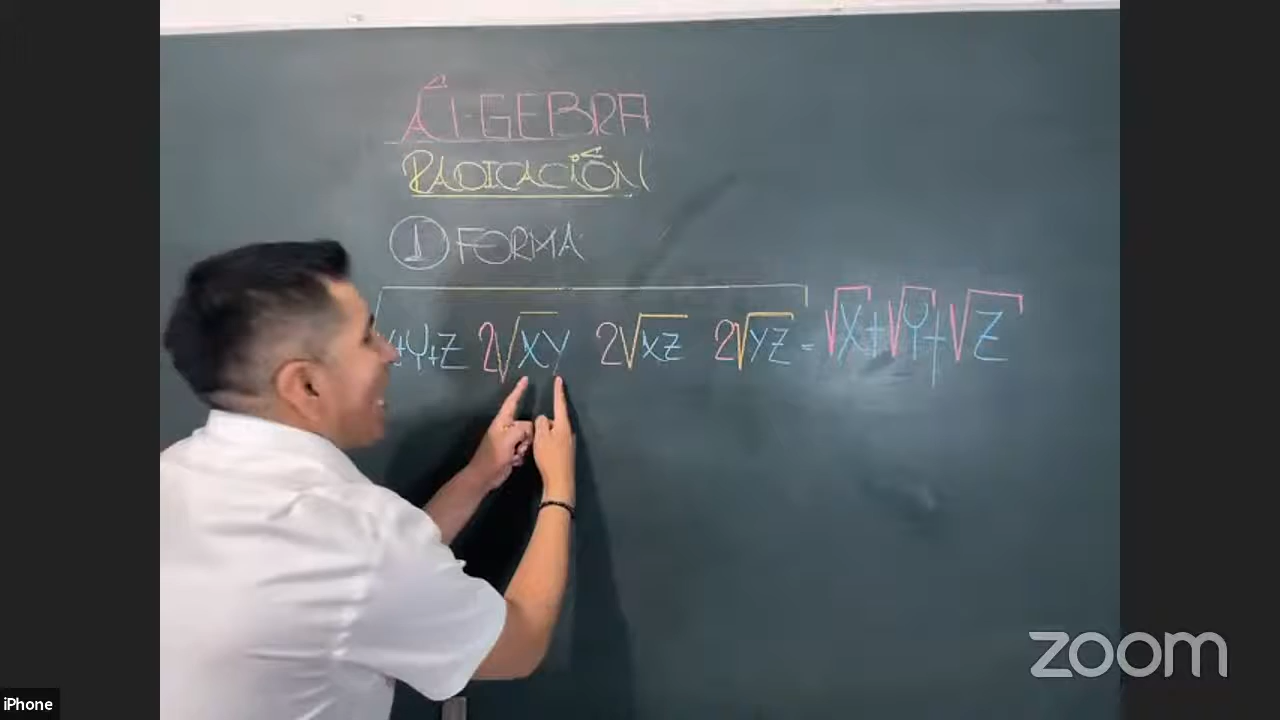 ÁLGEBRA
RADICACIÓN
① FORMA
√x+y+z 2√xy 2√xz 2√yz = √x+√y+√z
zoom
iPhone